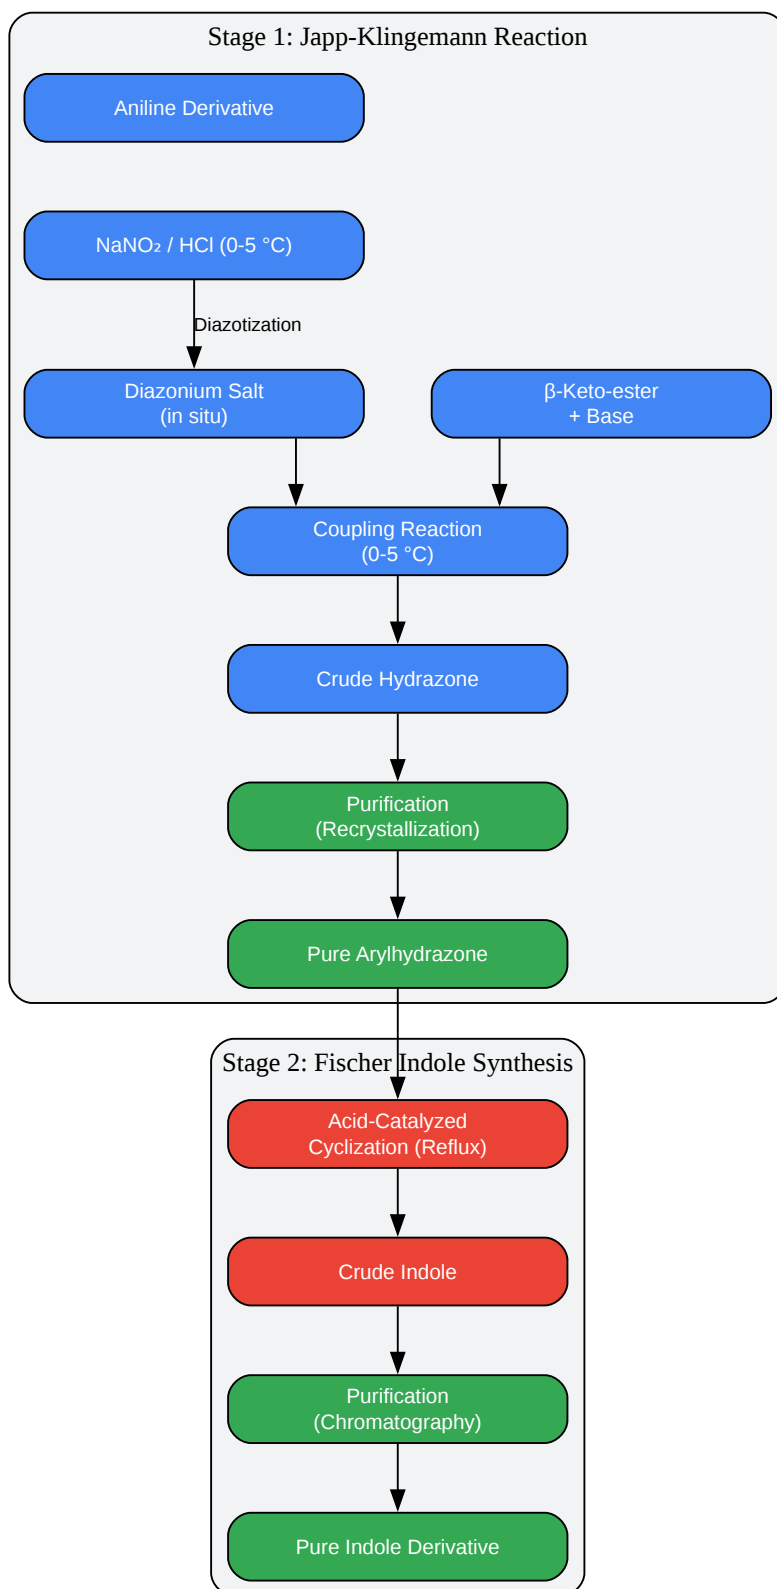 Stage 1: Japp-Klingemann Reaction
Aniline Derivative
NaNO₂ / HCl (0-5 °C)
Diazotization
Diazonium Salt
(in situ)
β-Keto-ester
+ Base
Coupling Reaction
(0-5 °C)
Crude Hydrazone
Purification
(Recrystallization)
Pure Arylhydrazone
Stage 2: Fischer Indole Synthesis
Acid-Catalyzed
Cyclization (Reflux)
Crude Indole
Purification
(Chromatography)
Pure Indole Derivative